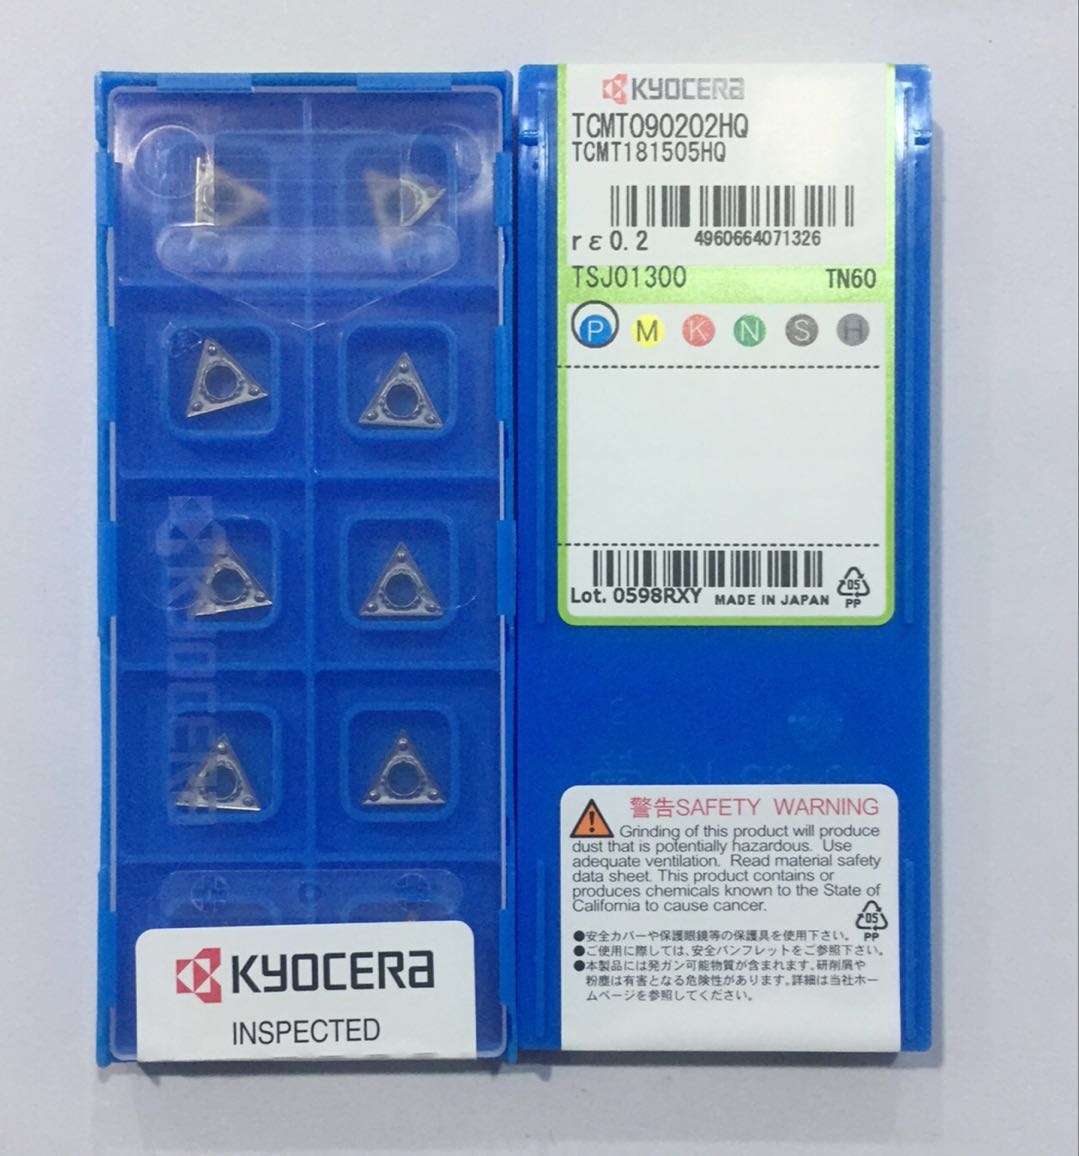 KYOCERA
INSPECTED
KYOCERA
KYOCERA
TCMT090202HQ
TCMT181505HQ
rε0.2
4960664071326
TSJ01300 TN60
P M K N S H
Lot. 0598RXY MADE IN JAPAN
05
PP
警告SAFETY WARNING
Grinding of this product will produce
dust that is potentially hazardous. Use
adequate ventilation. Read material safety
data sheet. This product contains or
produces chemicals known to the State of
California to cause cancer.
05
PP
●安全カバーや保護眼鏡等の保護具を使用下さい。
●ご使用に際しては、安全パンフレットをご参照下さい。
●本製品には発ガン可能物質が含まれます。研削屑や
粉塵は有害となる危険性があります。詳細は当社ホー
ムページを参照してください。